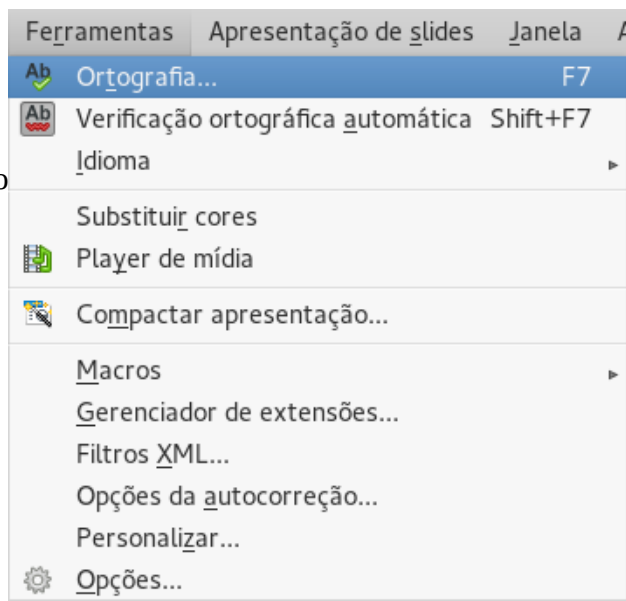 Ferramentas Apresentação de slides Janela A
Ab Ortografia... F7
Ab Verificação ortográfica automática Shift+F7
Idioma
o
Substituir cores
Player de mídia
Compactar apresentação...
Macros
Gerenciador de extensões...
Filtros XML...
Opções da autocorreção...
Personalizar...
Opções...